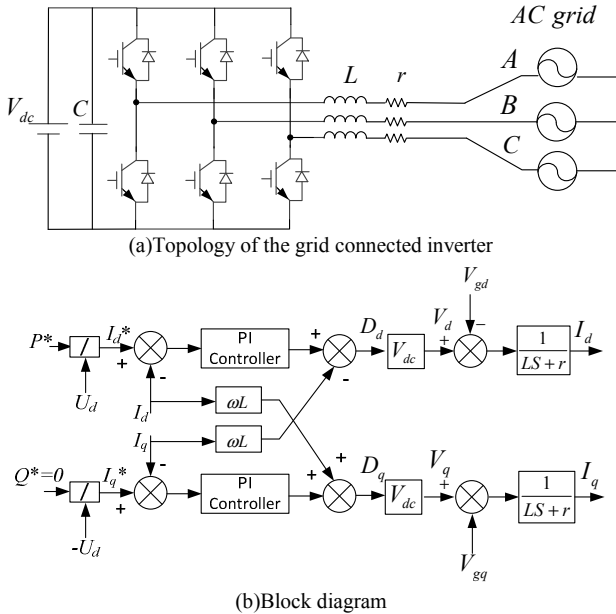 AC grid
L r A
V_dc C B
C
(a)Topology of the grid connected inverter
V_gd
P* / I_d* + - PI Controller + - D_d V_dc V_d + - 1/(LS+r) I_d
U_d
I_d ωL
I_q ωL
Q*=0 / I_q* + - PI Controller + + D_q V_dc V_q + 1/(LS+r) I_q
-U_d
V_gq
(b)Block diagram